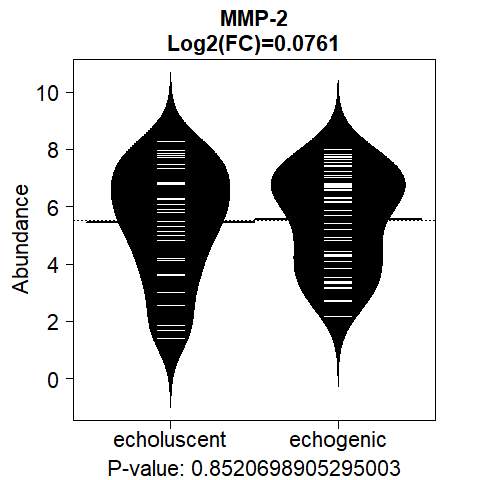 MMP-2
Log2(FC)=0.0761
Abundance
10
8
6
4
2
0
echoluscent echogenic
P-value: 0.8520698905295003